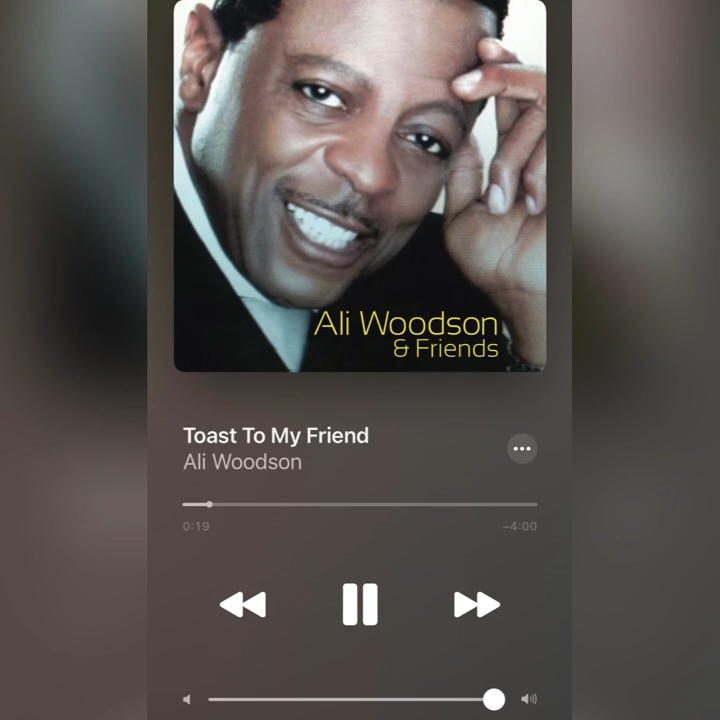 Ali Woodson
& Friends
Toast To My Friend
Ali Woodson
0:19
−4:00